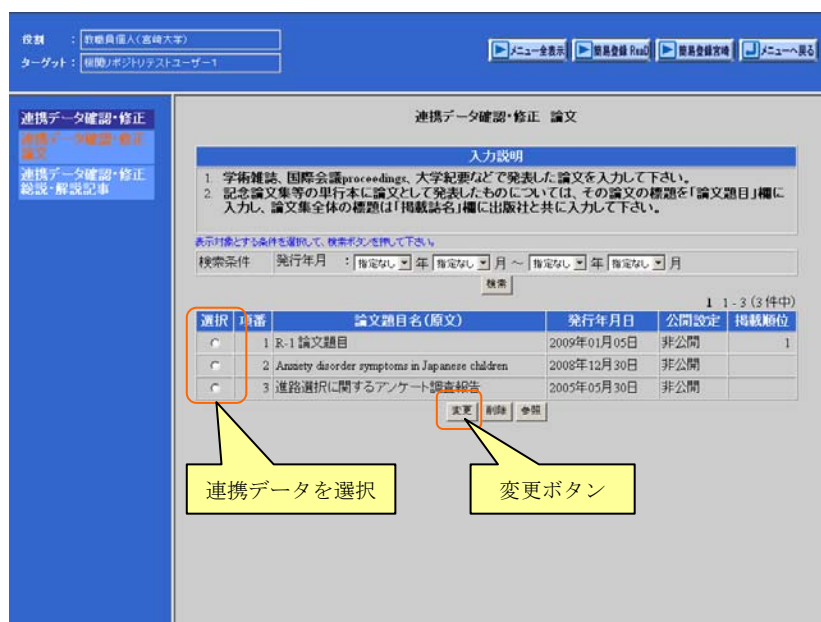 役割 ： 教職員個人(宮崎大学)
ターゲット： 機関リポジトリテストユーザー1
メニュー全表示 簡易登録 ReaD 簡易登録宮崎 メニューへ戻る
連携データ確認・修正
連携データ確認・修正 論文
連携データ確認・修正 総説・解説記事
連携データ確認・修正 論文
入力説明
1. 学術雑誌、国際会議proceedings、大学紀要などで発表した論文を入力して下さい。
2. 記念論文集等の単行本に論文として発表したものについては、その論文の標題を「論文題目」欄に
入力し、論文集全体の標題は「掲載誌名」欄に出版社と共に入力して下さい。
表示対象とする条件を選択して、検索ボタンを押して下さい。
検索条件 発行年月 ： 指定なし 年 指定なし 月 ～ 指定なし 年 指定なし 月
検索
1 1 - 3 (3件中)
選択 項番 論文題目名(原文) 発行年月日 公開設定 掲載順位
1 R-1 論文題目 2009年01月05日 非公開 1
2 Anxiety disorder symptoms in Japanese children 2008年12月30日 非公開
3 進路選択に関するアンケート調査報告 2005年05月30日 非公開
変更 削除 参照
連携データを選択
変更ボタン